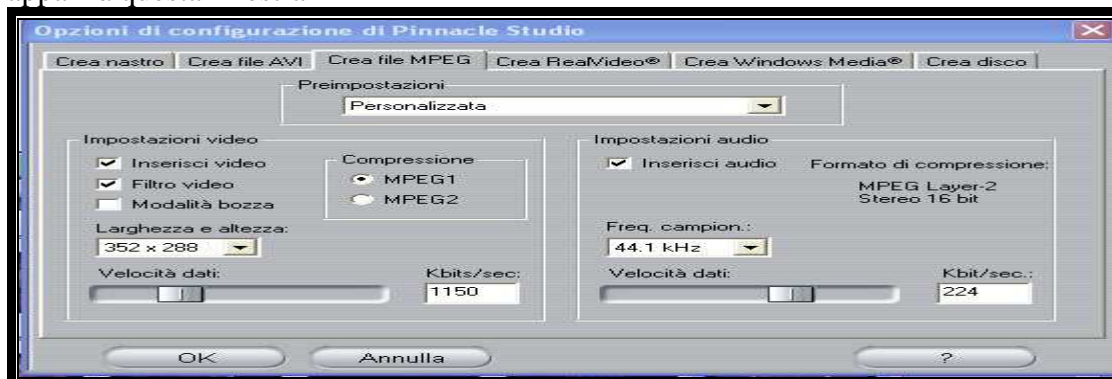 Opzioni di configurazione di Pinnacle Studio
Crea nastro Crea file AVI Crea file MPEG Crea RealVideo® Crea Windows Media® Crea disco
Preimpostazioni
Personalizzata
Impostazioni video
Inserisci video
Filtro video
Modalità bozza
Compressione
MPEG1
MPEG2
Larghezza e altezza:
352 x 288
Velocità dati: Kbits/sec:
1150
Impostazioni audio
Inserisci audio
Formato di compressione:
MPEG Layer-2
Stereo 16 bit
Freq. campion.:
44.1 kHz
Velocità dati: Kbit/sec.:
224
OK Annulla ?